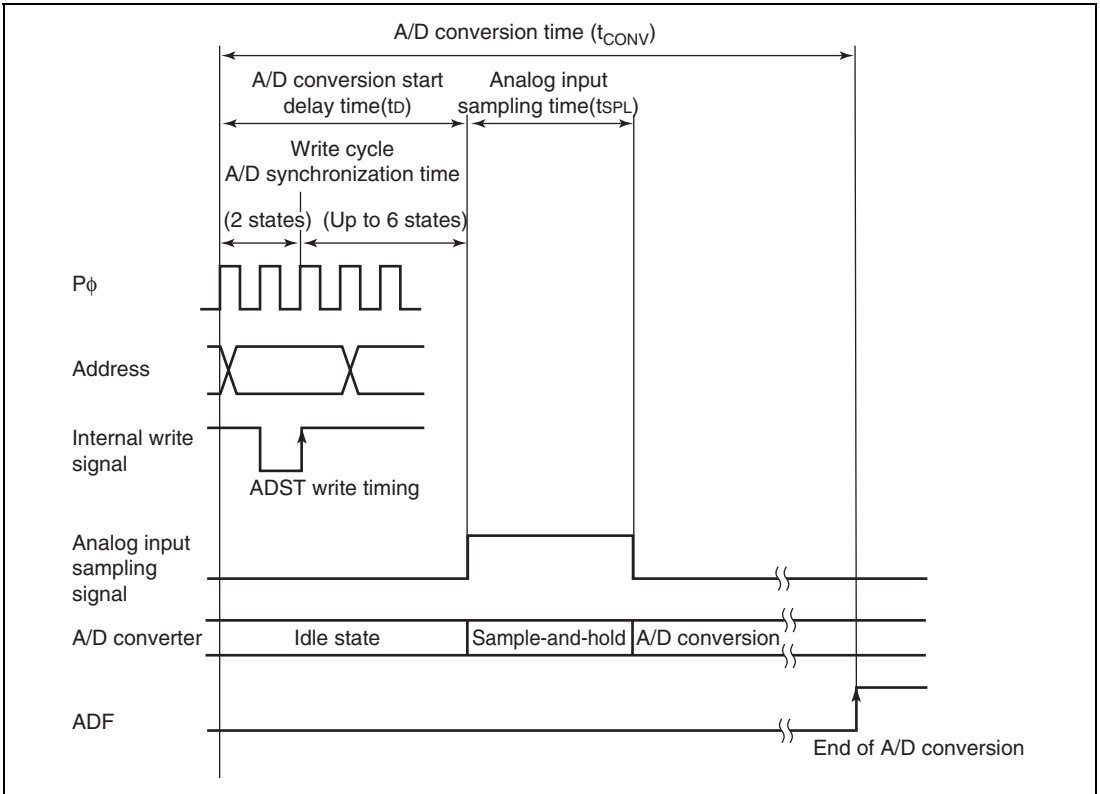 A/D conversion time (tCONV)
A/D conversion start
delay time(tD)
Analog input
sampling time(tSPL)
Write cycle
A/D synchronization time
(2 states) (Up to 6 states)
Pϕ
Address
Internal write
signal
ADST write timing
Analog input
sampling
signal
A/D converter
Idle state
Sample-and-hold
A/D conversion
ADF
End of A/D conversion